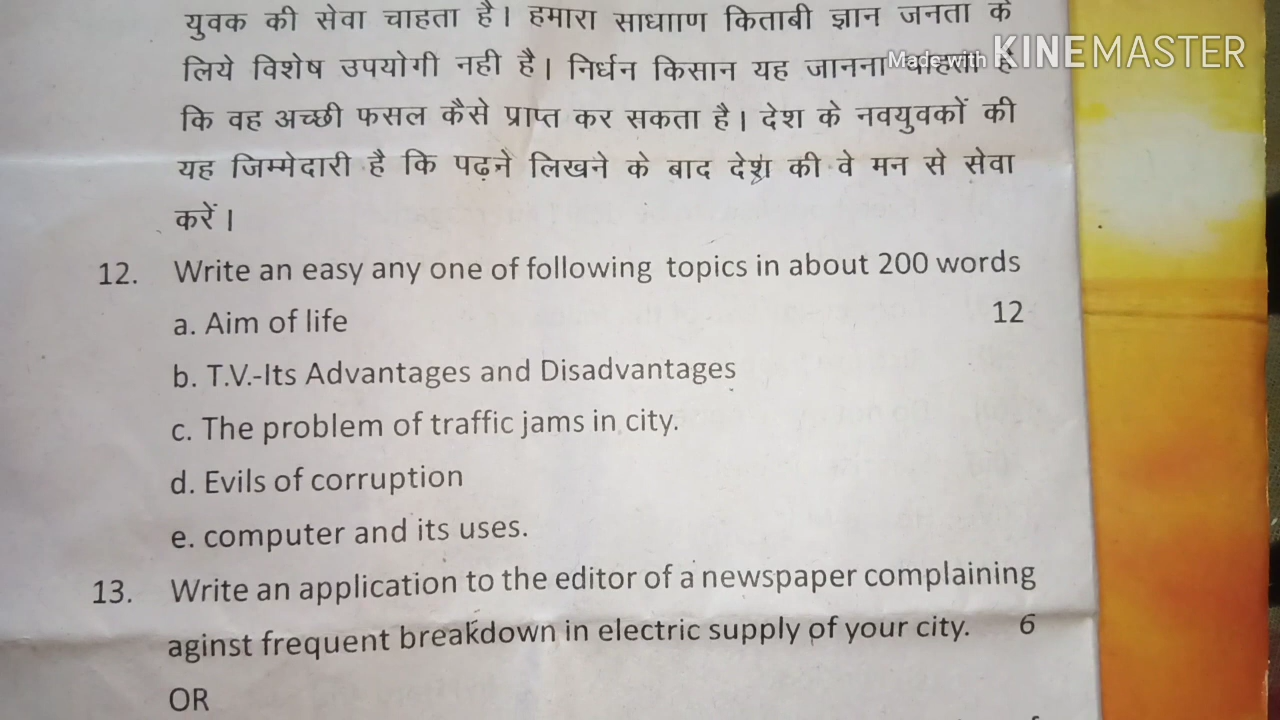 युवक की सेवा चाहता है। हमारा साधााण किताबी ज्ञान जनता के
लिये विशेष उपयोगी नही है। निर्धन किसान यह जानना चाहता है
Made with KINEMASTER
कि वह अच्छी फसल कैसे प्राप्त कर सकता है। देश के नवयुवकों की
यह जिम्मेदारी है कि पढ़ने लिखने के बाद देश की वे मन से सेवा
करें।
12. Write an easy any one of following topics in about 200 words
a. Aim of life 12
b. T.V.-Its Advantages and Disadvantages
c. The problem of traffic jams in city.
d. Evils of corruption
e. computer and its uses.
13. Write an application to the editor of a newspaper complaining
aginst frequent breakdown in electric supply of your city. 6
OR